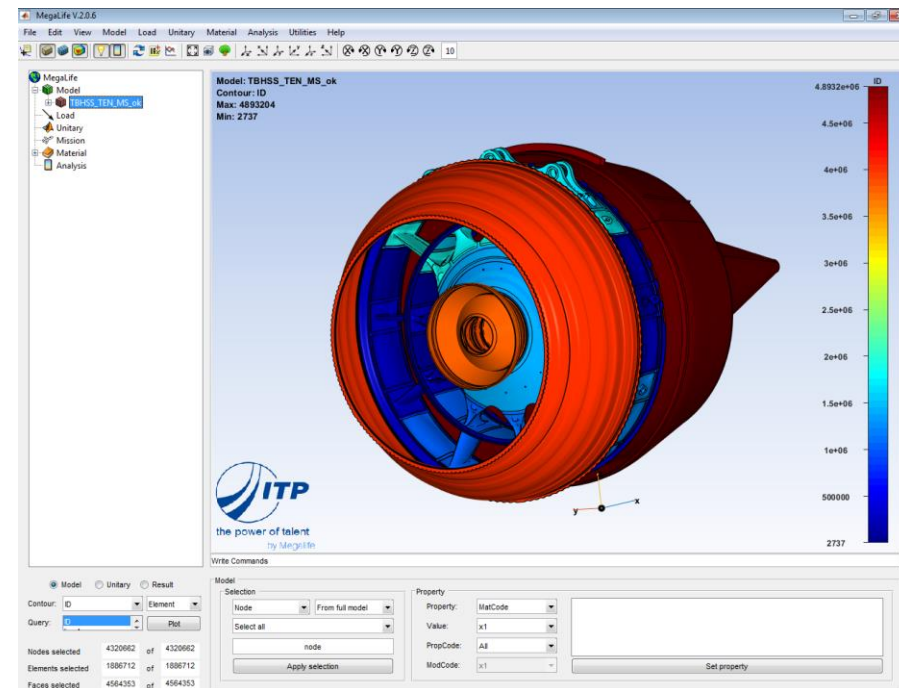 MegaLife V.2.0.6
File Edit View Model Load Unitary Material Analysis Utilities Help
10
MegaLife
Model
TBHSS_TEN_MS_ok
Load
Unitary
Mission
Material
Analysis
Model: TBHSS_TEN_MS_ok
Contour: ID
Max: 4893204
Min: 2737
ID
4.8932e+06
4.5e+06
4e+06
3.5e+06
3e+06
2.5e+06
2e+06
1.5e+06
1e+06
500000
2737
ITP
the power of talent
by Megalife
y x
Write Commands
Model Unitary Result
Contour: ID Element
Query: ID Plot
Nodes selected 4320662 of 4320662
Elements selected 1886712 of 1886712
Faces selected 4564353 of 4564353
Model
Selection
Node From full model
Select all
node
Apply selection
Property
Property: MatCode
Value: x1
PropCode: All
ModCode: x1
Set property